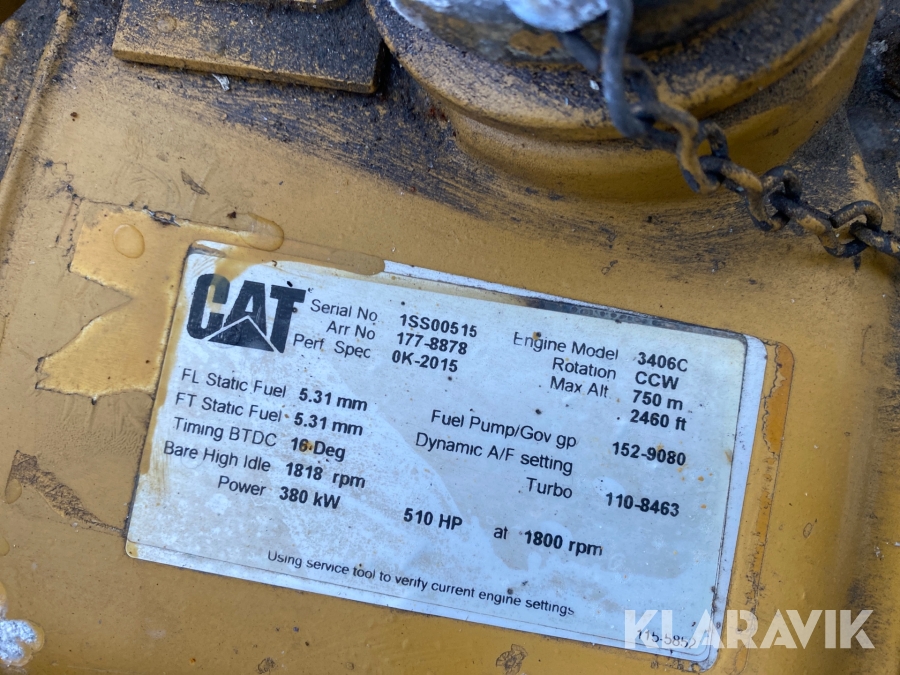 CAT
Serial No 1SS00515
Arr No 177-8878
Perf. Spec 0K-2015
Engine Model 3406C
Rotation CCW
Max Alt 750 m
2460 ft
FL Static Fuel 5.31 mm
FT Static Fuel 5.31 mm
Timing BTDC 16 Deg
Bare High Idle 1818 rpm
Power 380 kW
510 HP at 1800 rpm
Fuel Pump/Gov gp 152-9080
Dynamic A/F setting
Turbo 110-8463
Using service tool to verify current engine settings
KLARAVIK